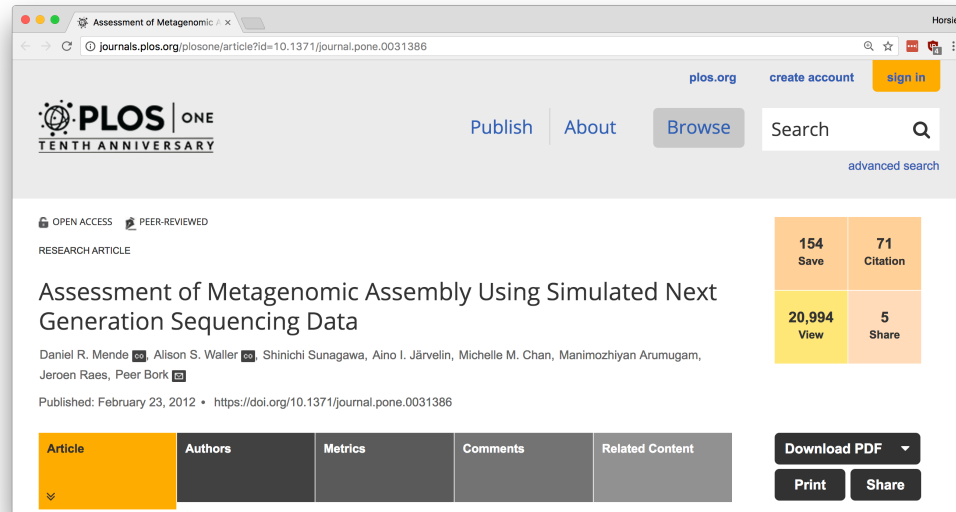 Assessment of Metagenomic A
Horsie
journals.plos.org/plosone/article?id=10.1371/journal.pone.0031386
4
plos.org create account sign in
PLOS ONE
TENTH ANNIVERSARY
Publish About Browse Search
advanced search
OPEN ACCESS PEER-REVIEWED
RESEARCH ARTICLE
154 Save
71 Citation
20,994 View
5 Share
Assessment of Metagenomic Assembly Using Simulated Next
Generation Sequencing Data
Daniel R. Mende co, Alison S. Waller co, Shinichi Sunagawa, Aino I. Järvelin, Michelle M. Chan, Manimozhiyan Arumugam,
Jeroen Raes, Peer Bork
Published: February 23, 2012 • https://doi.org/10.1371/journal.pone.0031386
Article Authors Metrics Comments Related Content
Download PDF
Print Share